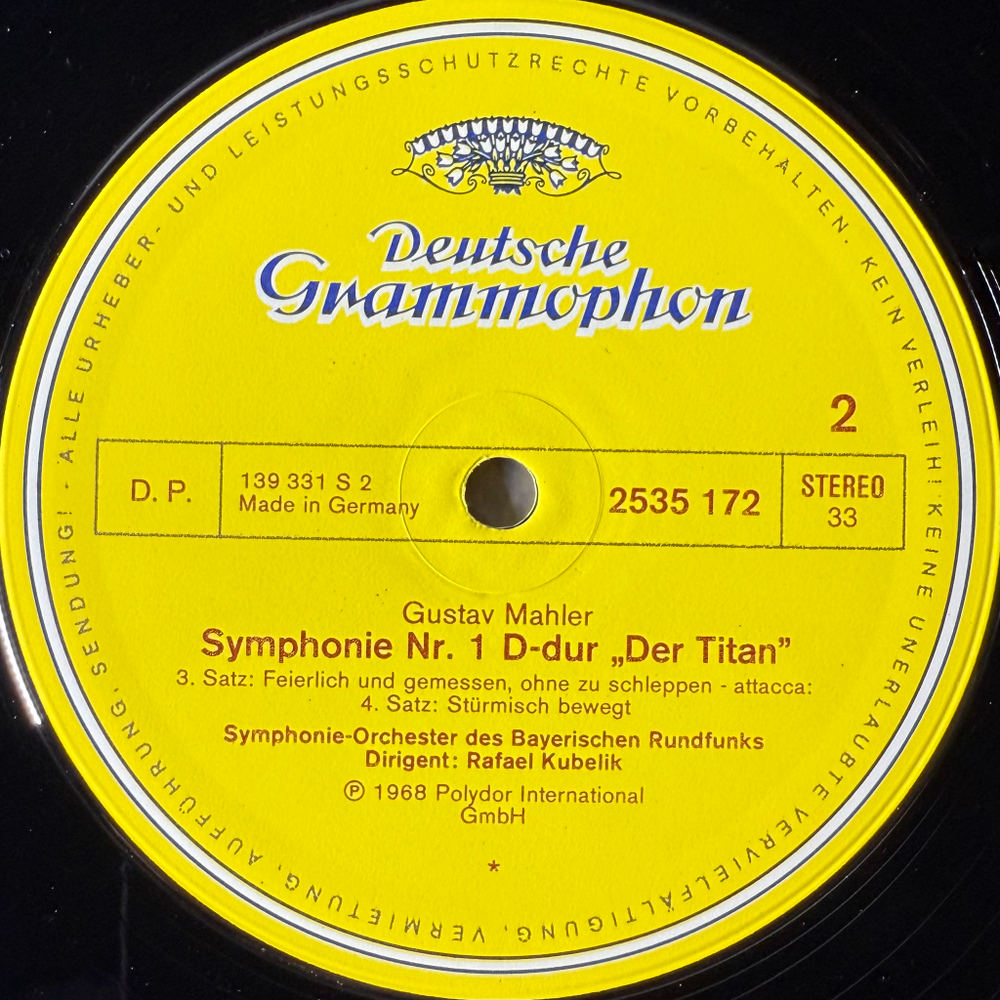 ALLE URHEBER- UND LEISTUNGSSCHUTZRECHTE VORBEHALTEN. KEIN VERLEIH! KEINE UNERLAUBTE VERVIELFÄLTIGUNG, VERMIETUNG, AUFFÜHRUNG, SENDUNG! -
Deutsche
Grammophon
2
D. P.
139 331 S 2
Made in Germany
2535 172
STEREO
33
Gustav Mahler
Symphonie Nr. 1 D-dur „Der Titan”
3. Satz: Feierlich und gemessen, ohne zu schleppen - attacca:
4. Satz: Stürmisch bewegt
Symphonie-Orchester des Bayerischen Rundfunks
Dirigent: Rafael Kubelik
℗ 1968 Polydor International
GmbH
*